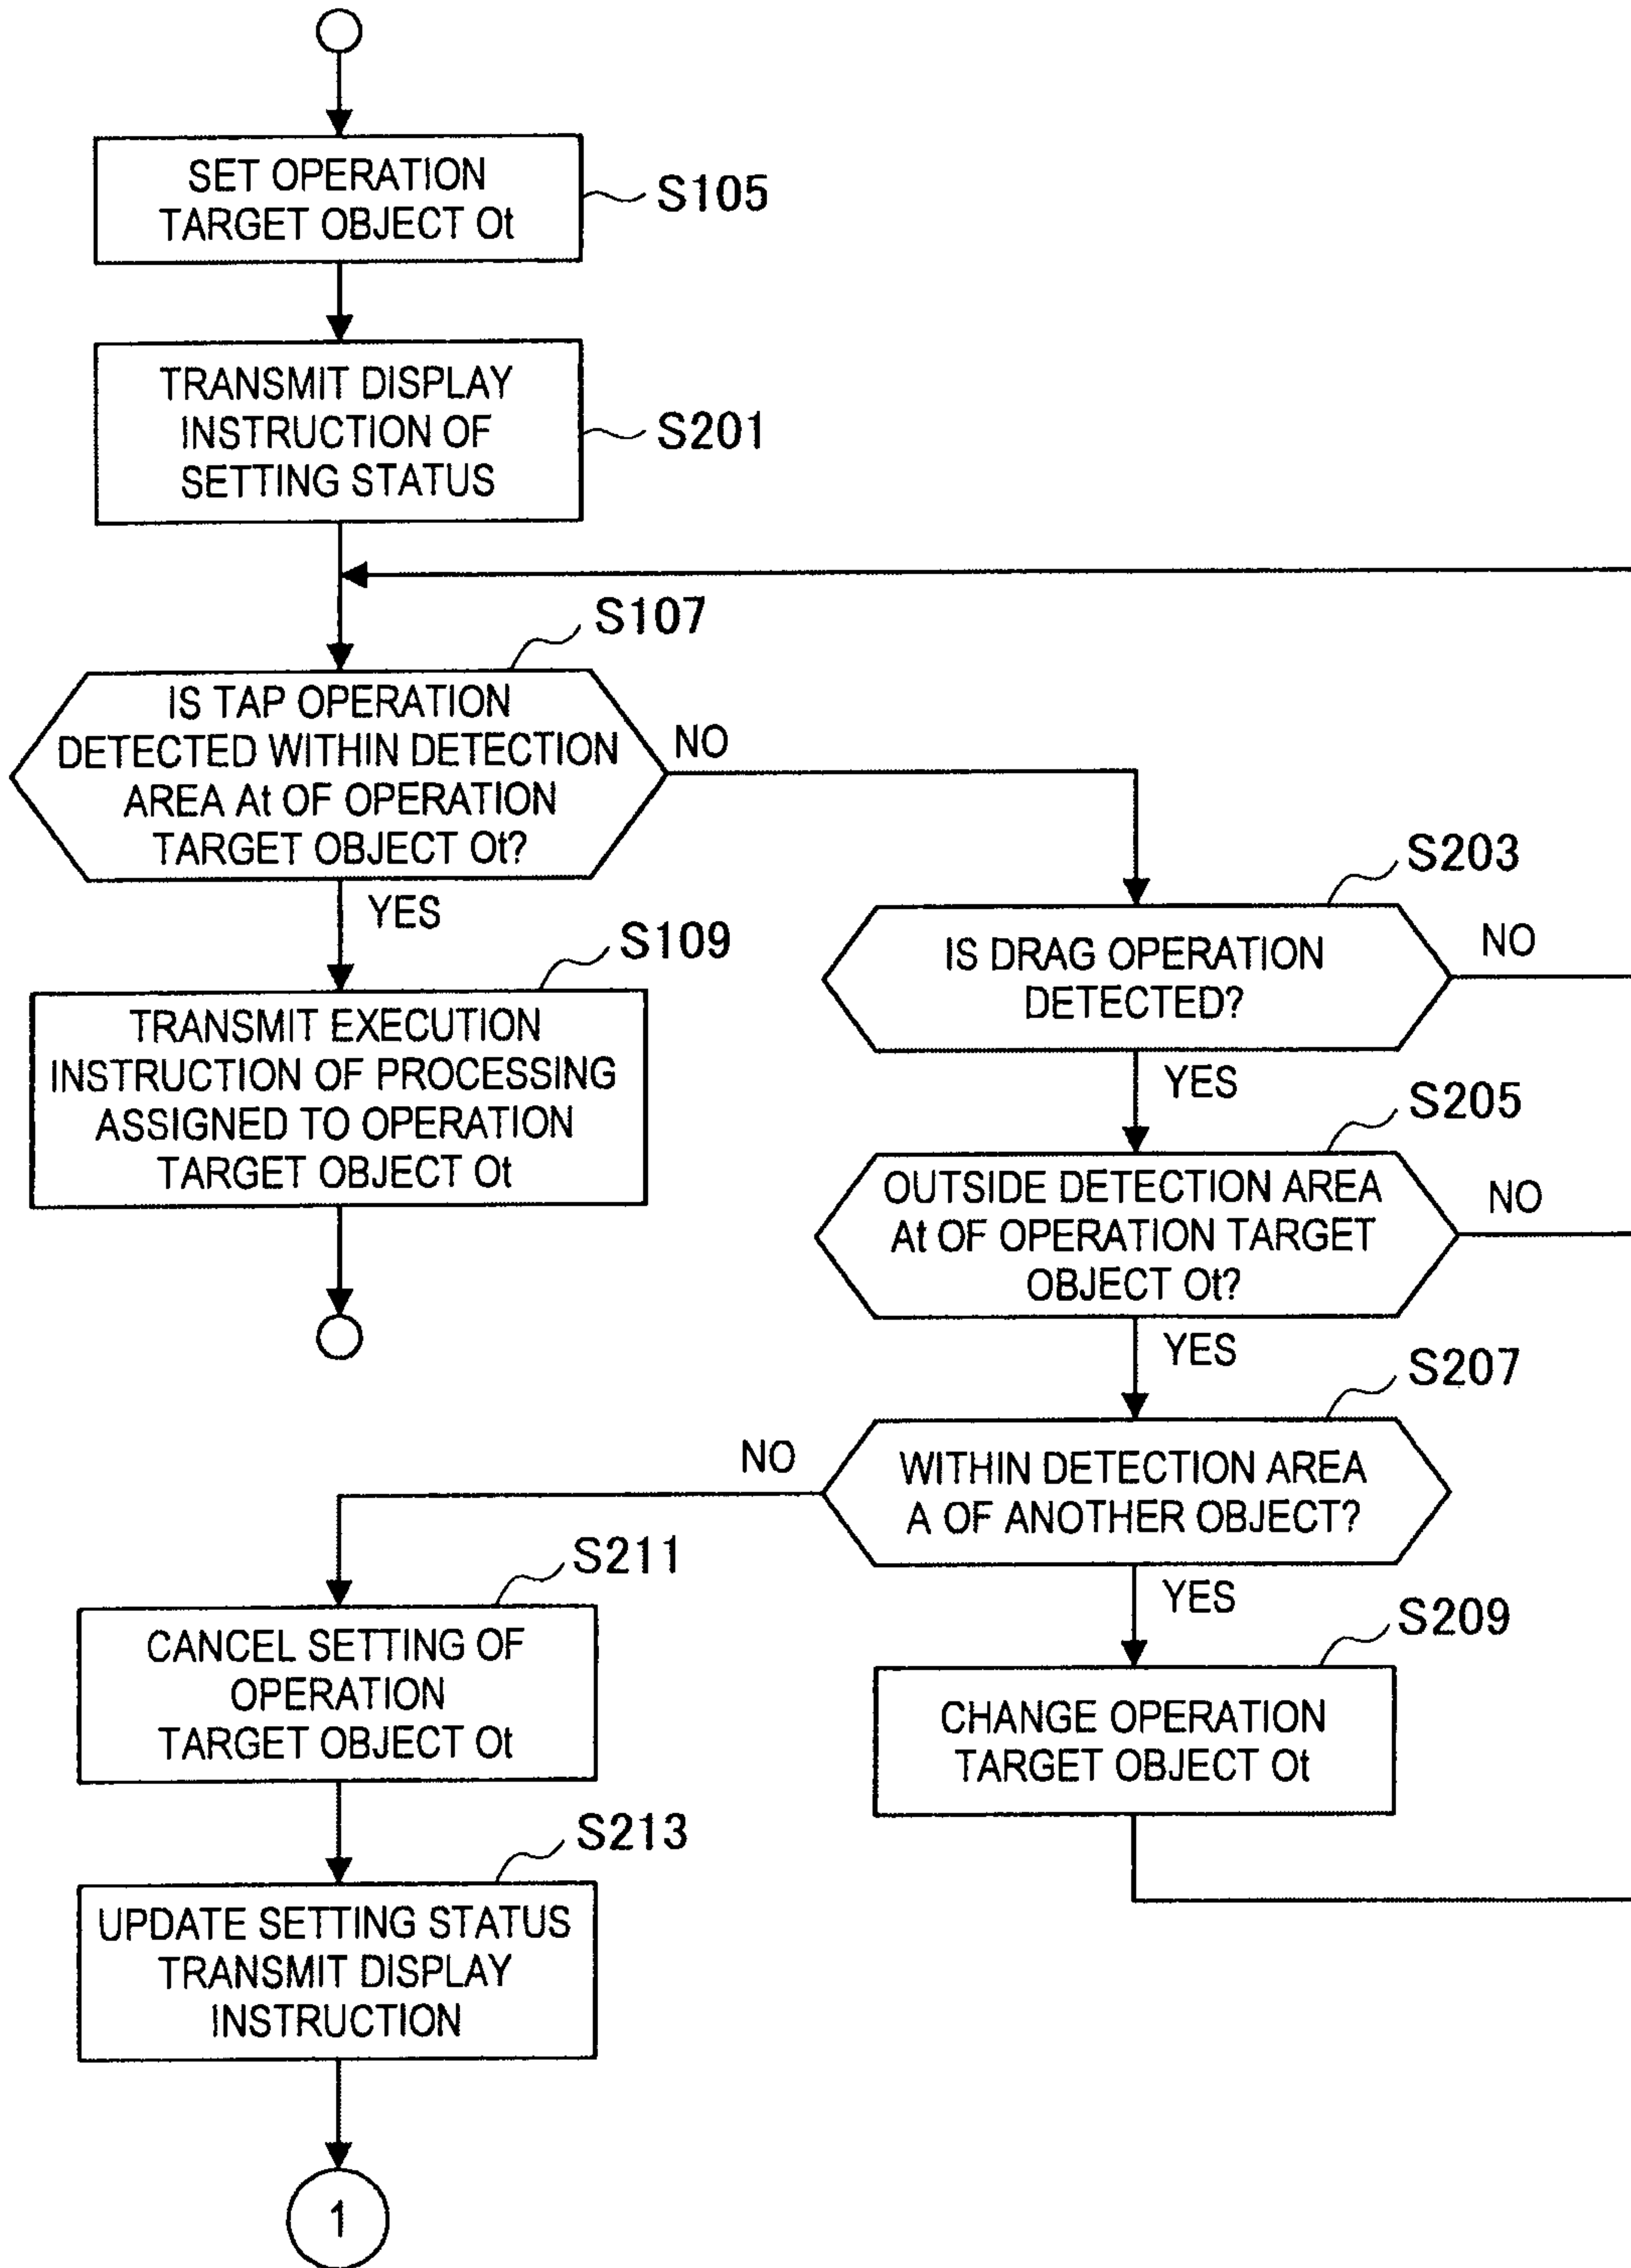 SET OPERATION
TARGET OBJECT Ot
S105
TRANSMIT DISPLAY
INSTRUCTION OF
SETTING STATUS
S201
S107
IS TAP OPERATION
DETECTED WITHIN DETECTION
AREA At OF OPERATION
TARGET OBJECT Ot?
NO
YES
S109
TRANSMIT EXECUTION
INSTRUCTION OF PROCESSING
ASSIGNED TO OPERATION
TARGET OBJECT Ot
S203
IS DRAG OPERATION
DETECTED?
NO
YES
S205
OUTSIDE DETECTION AREA
At OF OPERATION TARGET
OBJECT Ot?
NO
YES
S207
WITHIN DETECTION AREA
A OF ANOTHER OBJECT?
NO
YES
S209
CHANGE OPERATION
TARGET OBJECT Ot
S211
CANCEL SETTING OF
OPERATION
TARGET OBJECT Ot
S213
UPDATE SETTING STATUS
TRANSMIT DISPLAY
INSTRUCTION
1